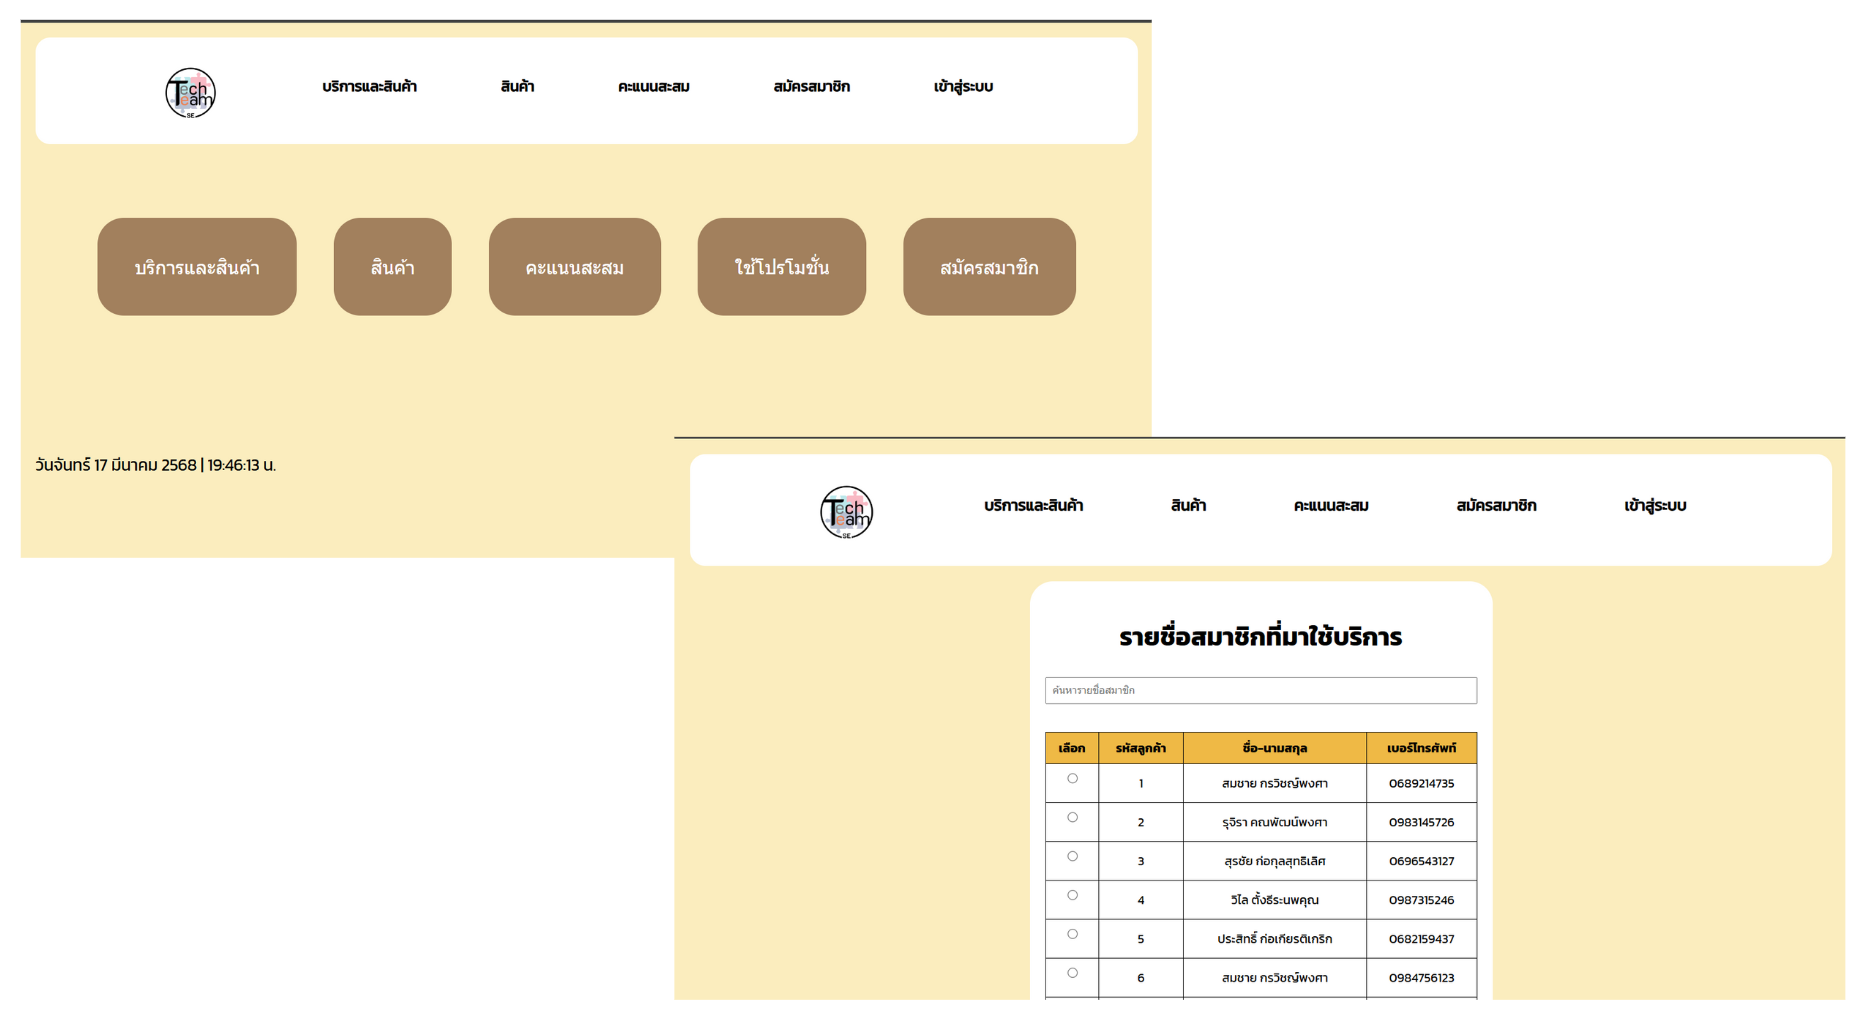 Tech
Team
SE
บริการและสินค้า สินค้า คะแนนสะสม สมัครสมาชิก เข้าสู่ระบบ
บริการและสินค้า สินค้า คะแนนสะสม ใช้โปรโมชั่น สมัครสมาชิก
วันจันทร์ 17 มีนาคม 2568 | 19:46:13 น.
Tech
Team
SE
บริการและสินค้า สินค้า คะแนนสะสม สมัครสมาชิก เข้าสู่ระบบ
รายชื่อสมาชิกที่มาใช้บริการ
ค้นหารายชื่อสมาชิก
เลือก รหัสลูกค้า ชื่อ-นามสกุล เบอร์โทรศัพท์
1 สมชาย กรวิชญ์พงศา 0689214735
2 รุจิรา คณพัฒน์พงศา 0983145726
3 สุรชัย ก่อกุลสุทธิเลิศ 0696543127
4 วิไล ตั้งธีระนพคุณ 0987315246
5 ประสิทธิ์ ก่อเกียรติเกริก 0682159437
6 สมชาย กรวิชญ์พงศา 0984756123